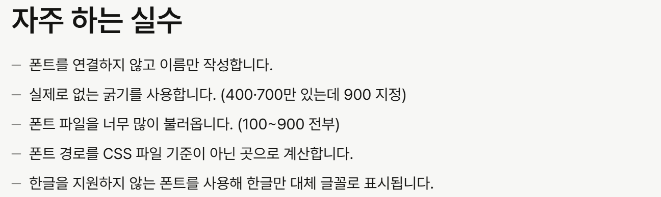 자주 하는 실수
– 폰트를 연결하지 않고 이름만 작성합니다.
– 실제로 없는 굵기를 사용합니다. (400·700만 있는데 900 지정)
– 폰트 파일을 너무 많이 불러옵니다. (100~900 전부)
– 폰트 경로를 CSS 파일 기준이 아닌 곳으로 계산합니다.
– 한글을 지원하지 않는 폰트를 사용해 한글만 대체 글꼴로 표시됩니다.